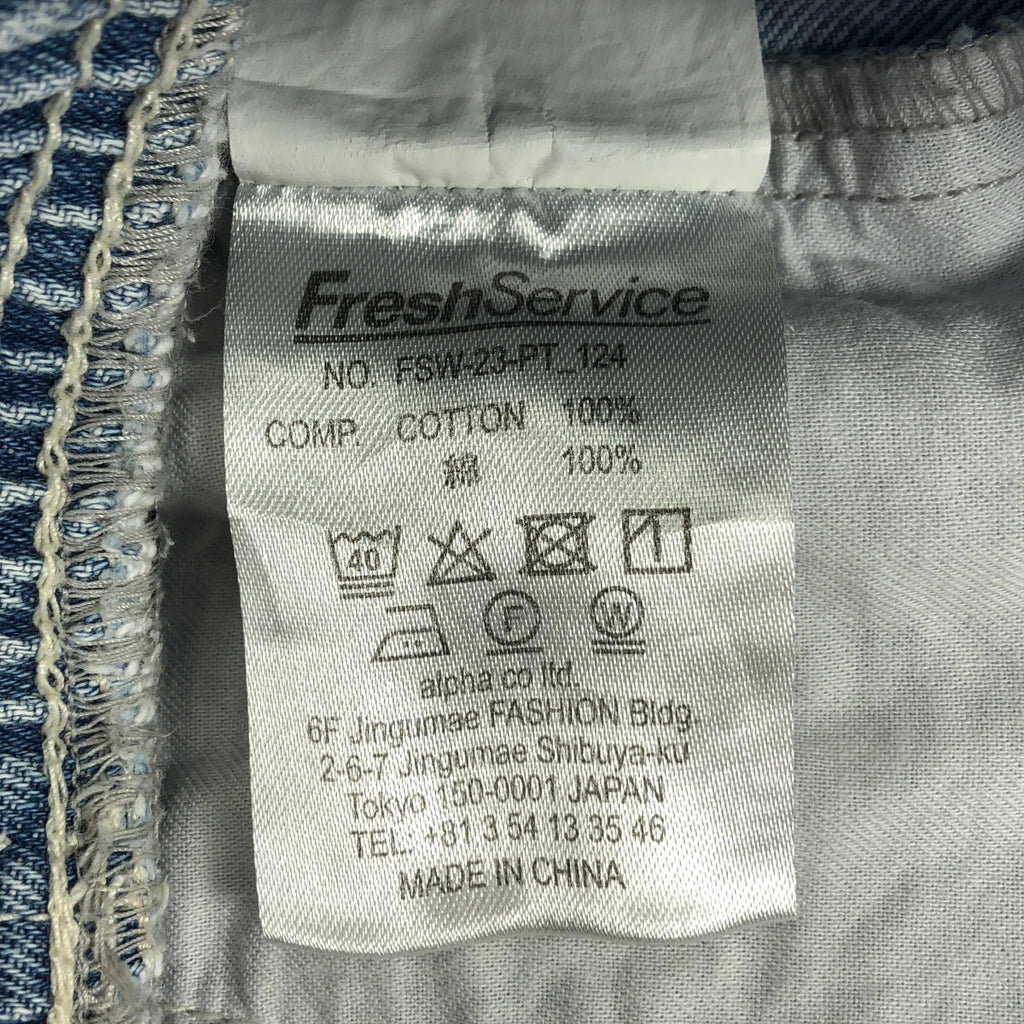 FreshService
NO. FSW-23-PT_124
COMP. COTTON 100%
綿 100%
40
F W
alpha co ltd.
6F Jingumae FASHION Bldg.
2-6-7 Jingumae Shibuya-ku
Tokyo 150-0001 JAPAN
TEL: +81 3 54 13 35 46
MADE IN CHINA